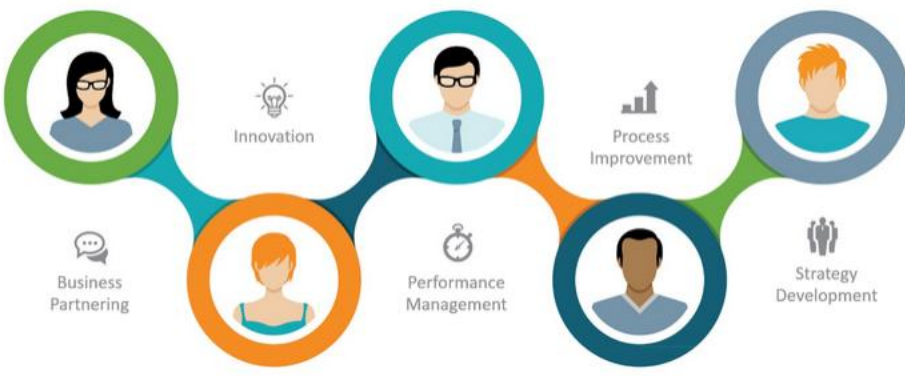 Innovation
Process
Improvement
Business
Partnering
Performance
Management
Strategy
Development